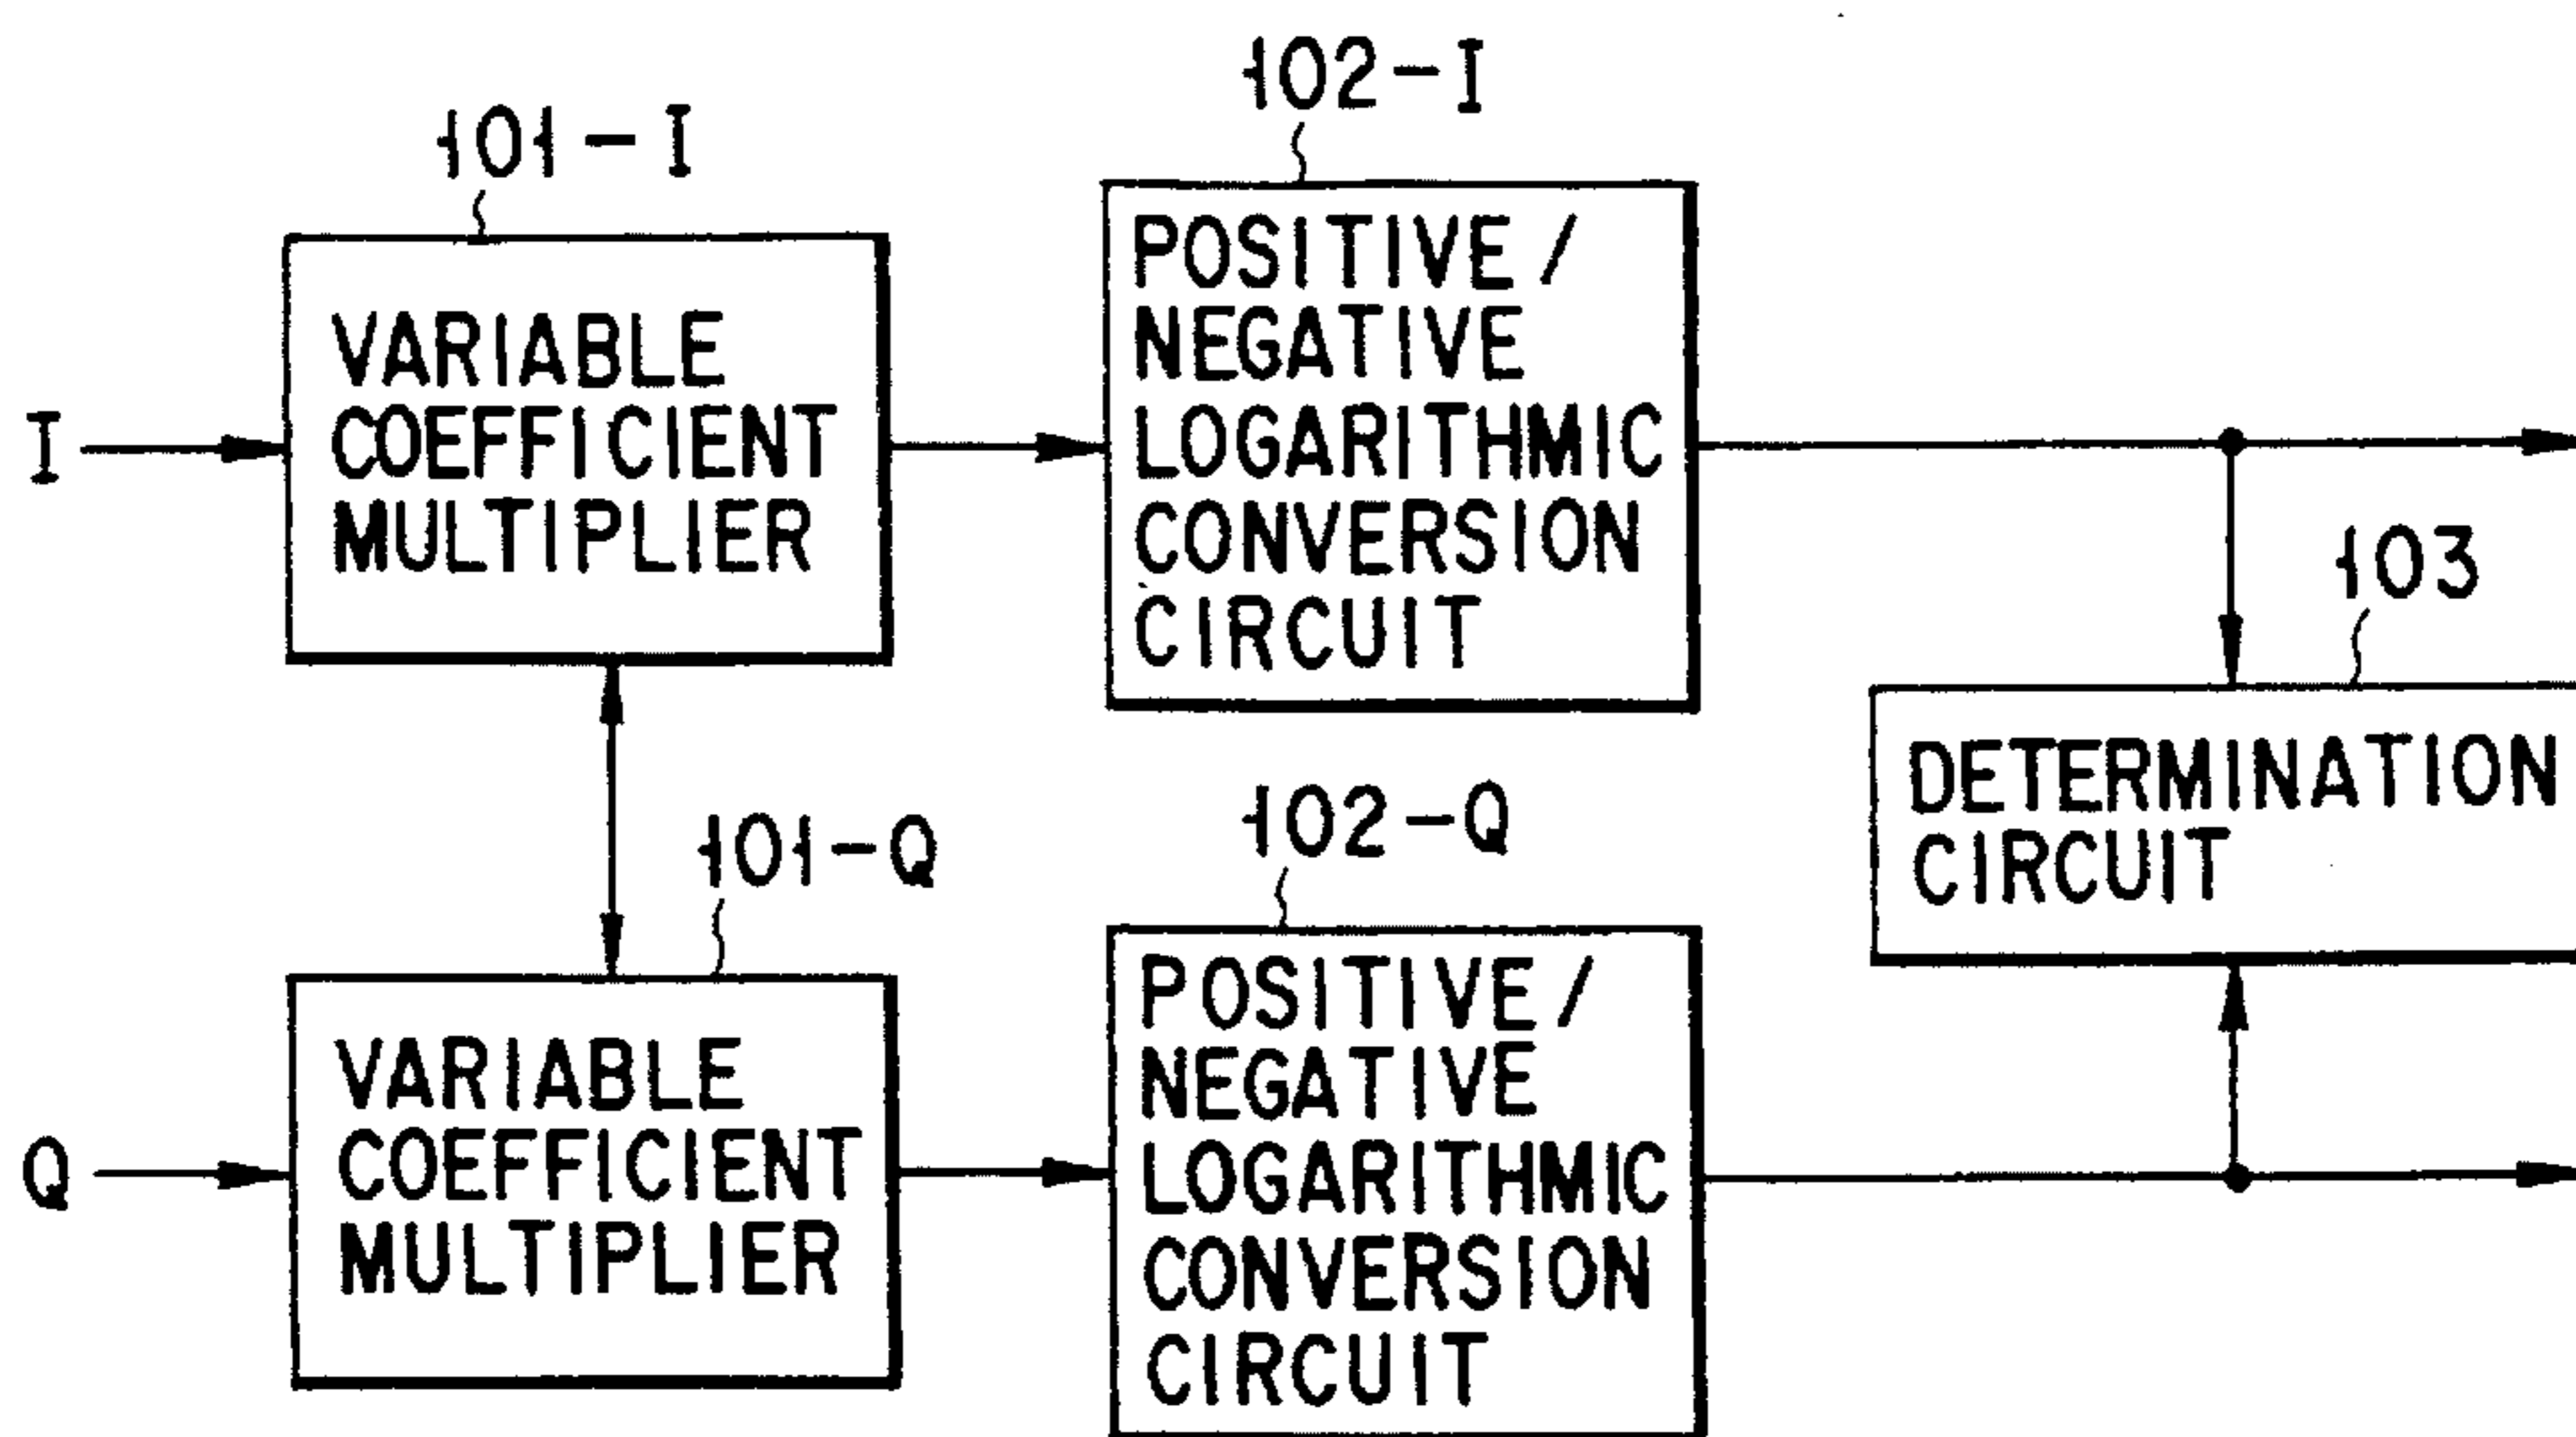 102-I
101-I
POSITIVE /
NEGATIVE
LOGARITHMIC
CONVERSION
CIRCUIT
VARIABLE
COEFFICIENT
MULTIPLIER
I
103
DETERMINATION
CIRCUIT
101-Q
102-Q
POSITIVE /
NEGATIVE
LOGARITHMIC
CONVERSION
CIRCUIT
VARIABLE
COEFFICIENT
MULTIPLIER
Q